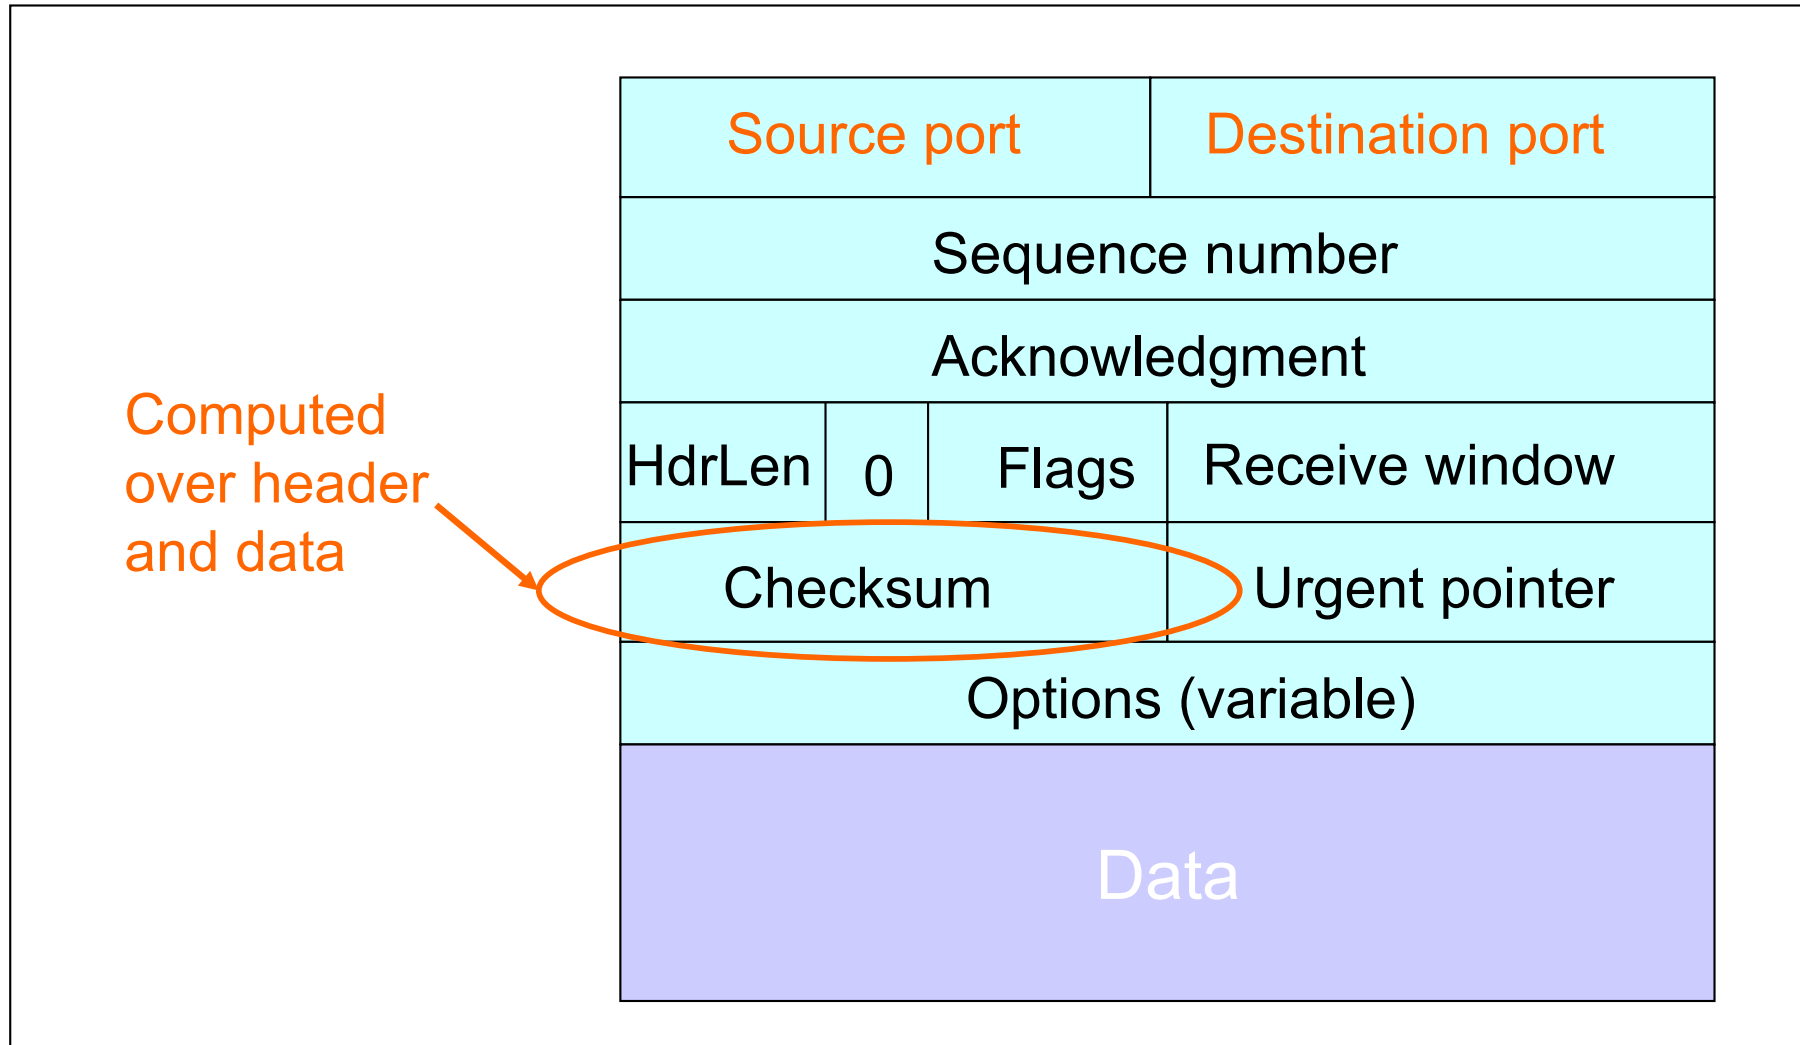 Source port
Destination port
Sequence number
Acknowledgment
Computed
over header
and data
HdrLen
0
Flags
Receive window
Checksum
Urgent pointer
Options (variable)
Data